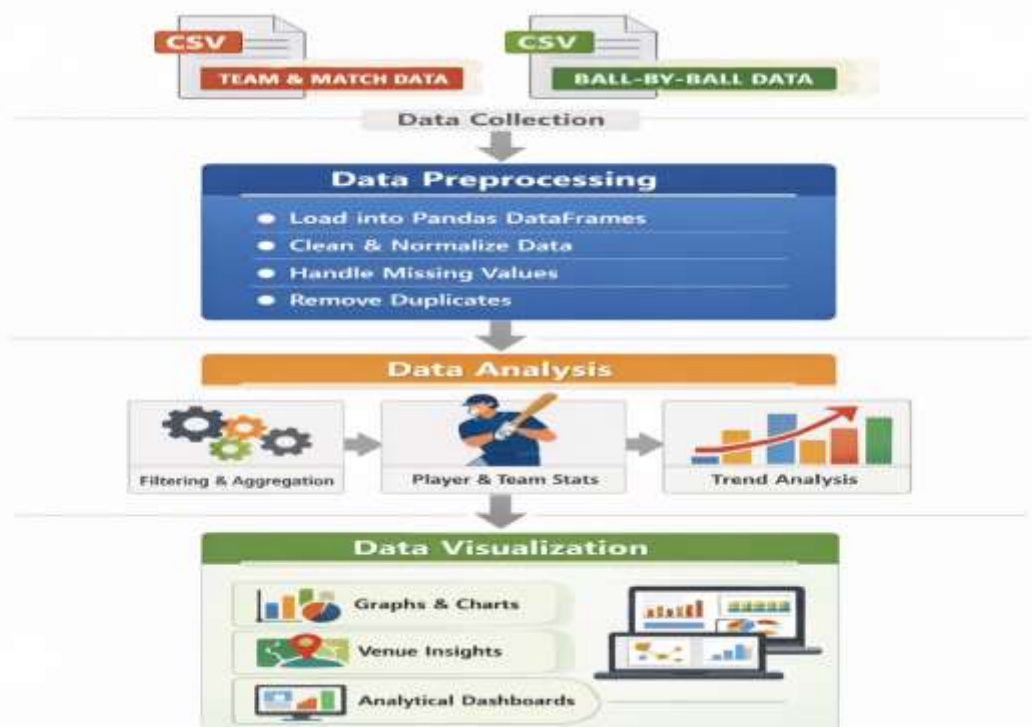 CSV
TEAM & MATCH DATA
CSV
BALL-BY-BALL DATA
Data Collection
Data Preprocessing
Load into Pandas DataFrames
Clean & Normalize Data
Handle Missing Values
Remove Duplicates
Data Analysis
Filtering & Aggregation
Player & Team Stats
Trend Analysis
Data Visualization
Graphs & Charts
Venue Insights
Analytical Dashboards